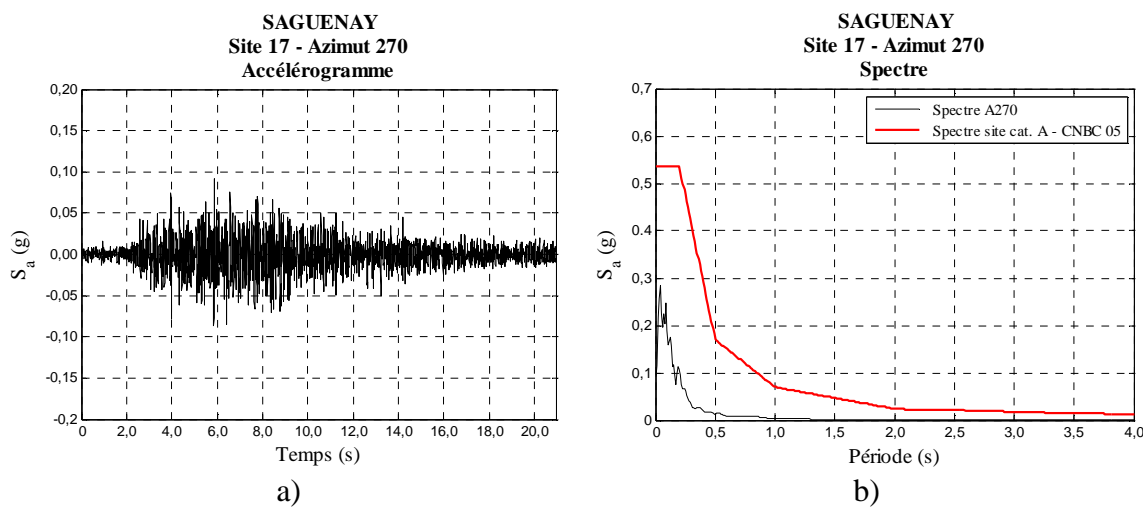 SAGUENAY
Site 17 - Azimut 270
Accélérogramme
0,20
0,15
0,10
0,05
0,00
-0,05
-0,10
-0,15
-0,2
S_a (g)
0 2,0 4,0 6,0 8,0 10,0 12,0 14,0 16,0 18,0 20,0
Temps (s)
a)
SAGUENAY
Site 17 - Azimut 270
Spectre
0,7
0,6
0,5
0,4
0,3
0,2
0,1
0
S_a (g)
Spectre A270
Spectre site cat. A - CNBC 05
0 0,5 1,0 1,5 2,0 2,5 3,0 3,5 4,0
Période (s)
b)